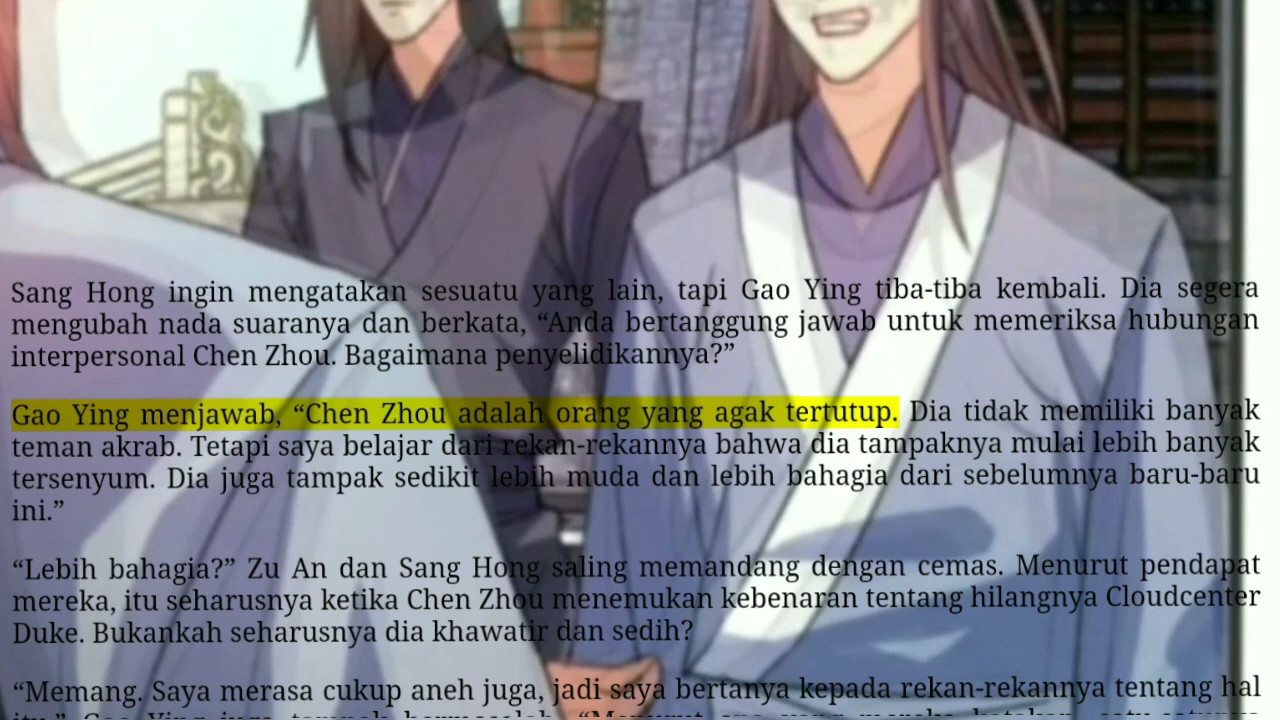 Sang Hong ingin mengatakan sesuatu yang lain, tapi Gao Ying tiba-tiba kembali. Dia segera
mengubah nada suaranya dan berkata, “Anda bertanggung jawab untuk memeriksa hubungan
interpersonal Chen Zhou. Bagaimana penyelidikannya?”
Gao Ying menjawab, “Chen Zhou adalah orang yang agak tertutup. Dia tidak memiliki banyak
teman akrab. Tetapi saya belajar dari rekan-rekannya bahwa dia tampaknya mulai lebih banyak
tersenyum. Dia juga tampak sedikit lebih muda dan lebih bahagia dari sebelumnya baru-baru
ini.”
“Lebih bahagia?” Zu An dan Sang Hong saling memandang dengan cemas. Menurut pendapat
mereka, itu seharusnya ketika Chen Zhou menemukan kebenaran tentang hilangnya Cloudcenter
Duke. Bukankah seharusnya dia khawatir dan sedih?
“Memang. Saya merasa cukup aneh juga, jadi saya bertanya kepada rekan-rekannya tentang hal